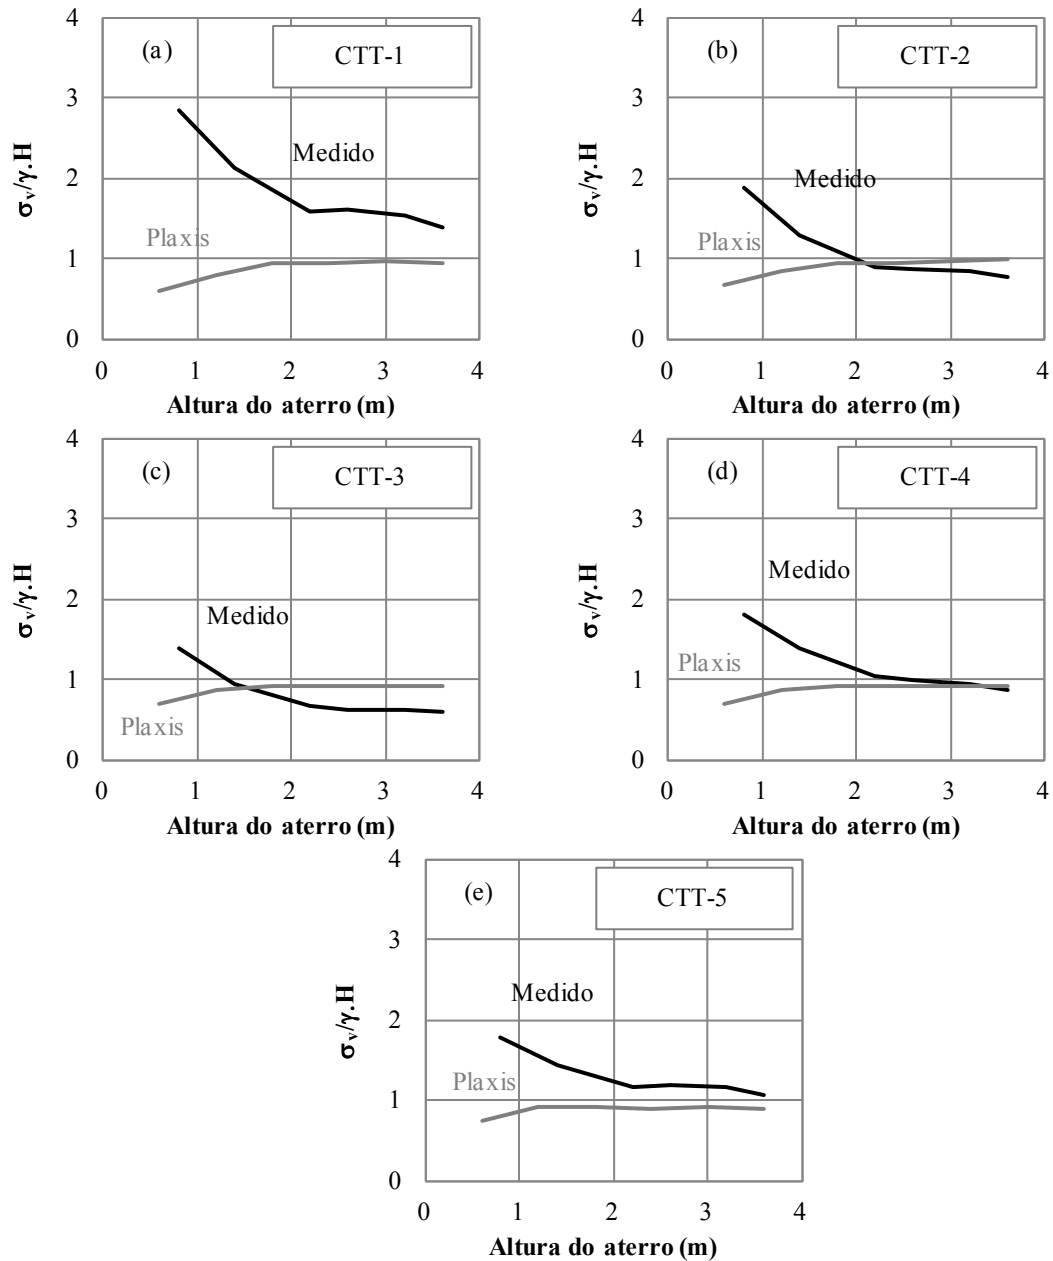 (a) CTT-1
4
3
2
1
0
σv/γ.H
Medido
Plaxis
0 1 2 3 4
Altura do aterro (m)
(b) CTT-2
4
3
2
1
0
σv/γ.H
Medido
Plaxis
0 1 2 3 4
Altura do aterro (m)
(c) CTT-3
4
3
2
1
0
σv/γ.H
Medido
Plaxis
0 1 2 3 4
Altura do aterro (m)
(d) CTT-4
4
3
2
1
0
σv/γ.H
Medido
Plaxis
0 1 2 3 4
Altura do aterro (m)
(e) CTT-5
4
3
2
1
0
σv/γ.H
Medido
Plaxis
0 1 2 3 4
Altura do aterro (m)